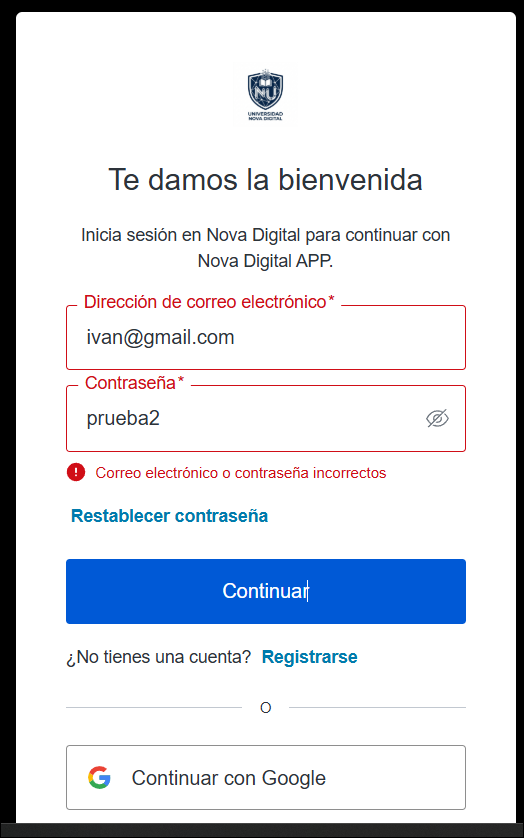 NU
UNIVERSIDAD
NOVA DIGITAL
Te damos la bienvenida
Inicia sesión en Nova Digital para continuar con
Nova Digital APP.
Dirección de correo electrónico*
ivan@gmail.com
Contraseña*
prueba2
! Correo electrónico o contraseña incorrectos
Restablecer contraseña
Continuar
¿No tienes una cuenta? Registrarse
O
G Continuar con Google